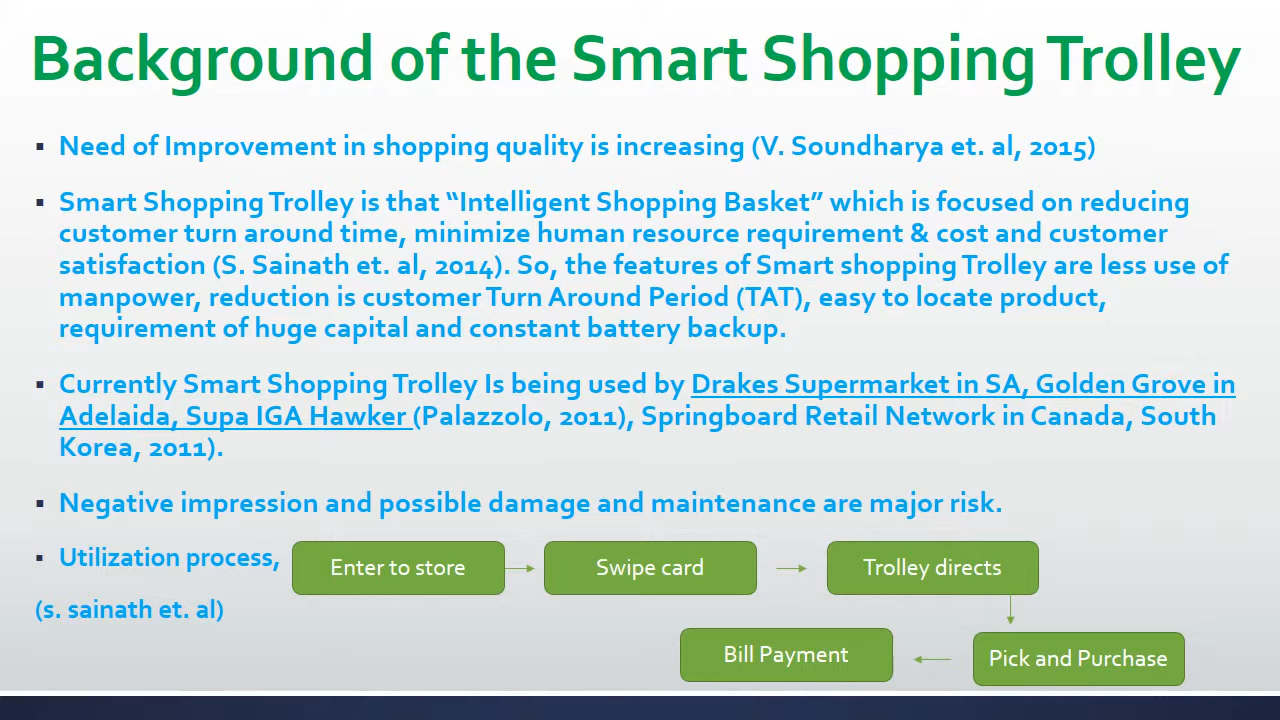 Background of the Smart Shopping Trolley
▪ Need of Improvement in shopping quality is increasing (V. Soundharya et. al, 2015)
▪ Smart Shopping Trolley is that “Intelligent Shopping Basket” which is focused on reducing
customer turn around time, minimize human resource requirement & cost and customer
satisfaction (S. Sainath et. al, 2014). So, the features of Smart shopping Trolley are less use of
manpower, reduction is customer Turn Around Period (TAT), easy to locate product,
requirement of huge capital and constant battery backup.
▪ Currently Smart Shopping Trolley Is being used by Drakes Supermarket in SA, Golden Grove in
Adelaida, Supa IGA Hawker (Palazzolo, 2011), Springboard Retail Network in Canada, South
Korea, 2011).
▪ Negative impression and possible damage and maintenance are major risk.
▪ Utilization process,
(s. sainath et. al)
Enter to store
Swipe card
Trolley directs
Pick and Purchase
Bill Payment